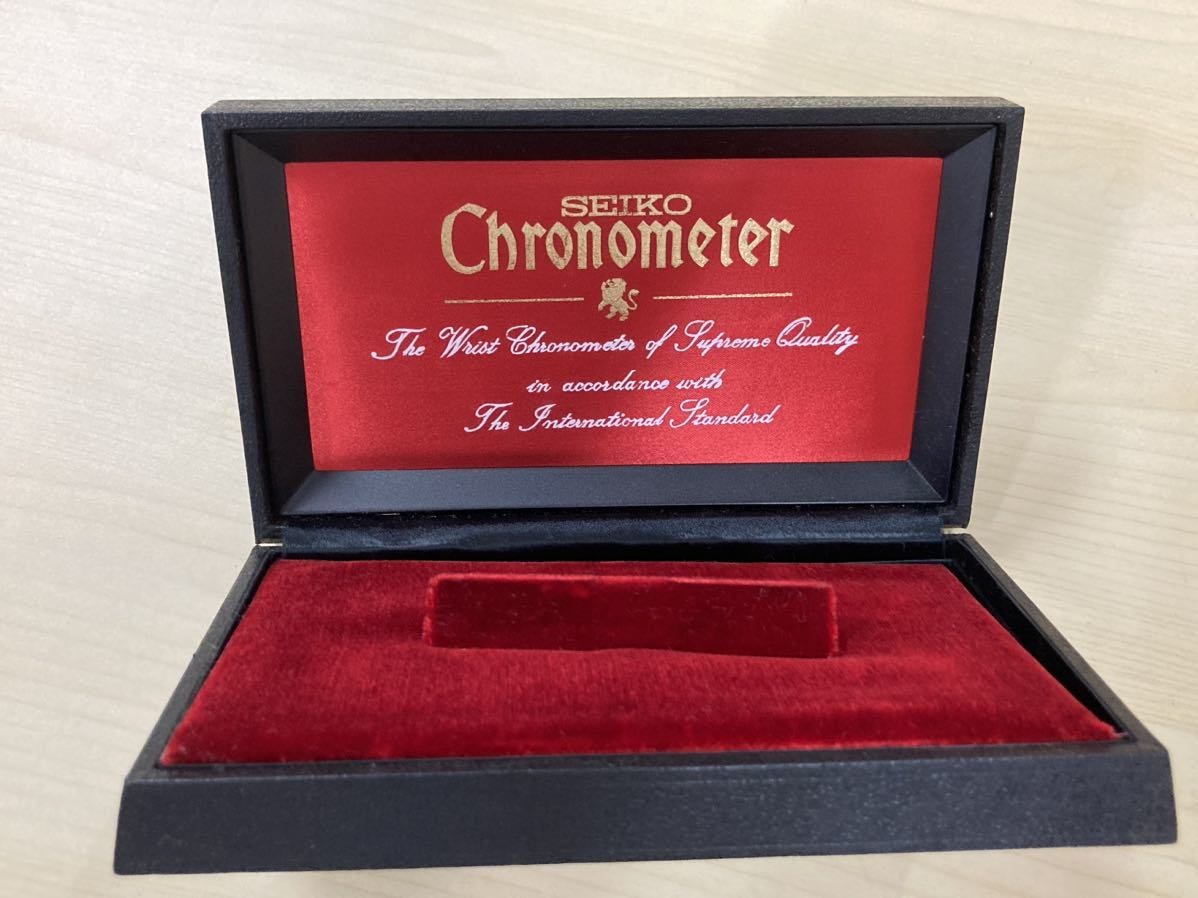 SEIKO
Chronometer
The Wrist Chronometer of Supreme Quality
in accordance with
The International Standard